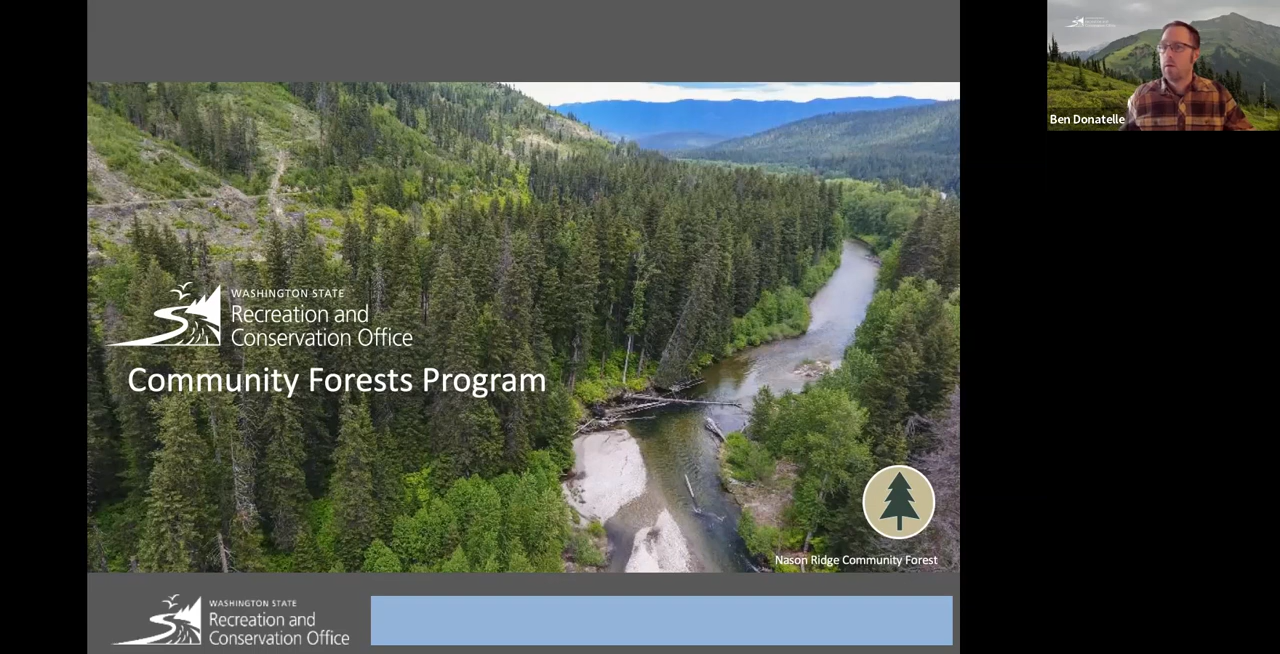 WASHINGTON STATE
Recreation and
Conservation Office
Community Forests Program
Nason Ridge Community Forest
WASHINGTON STATE
Recreation and
Conservation Office
Ben Donatelle